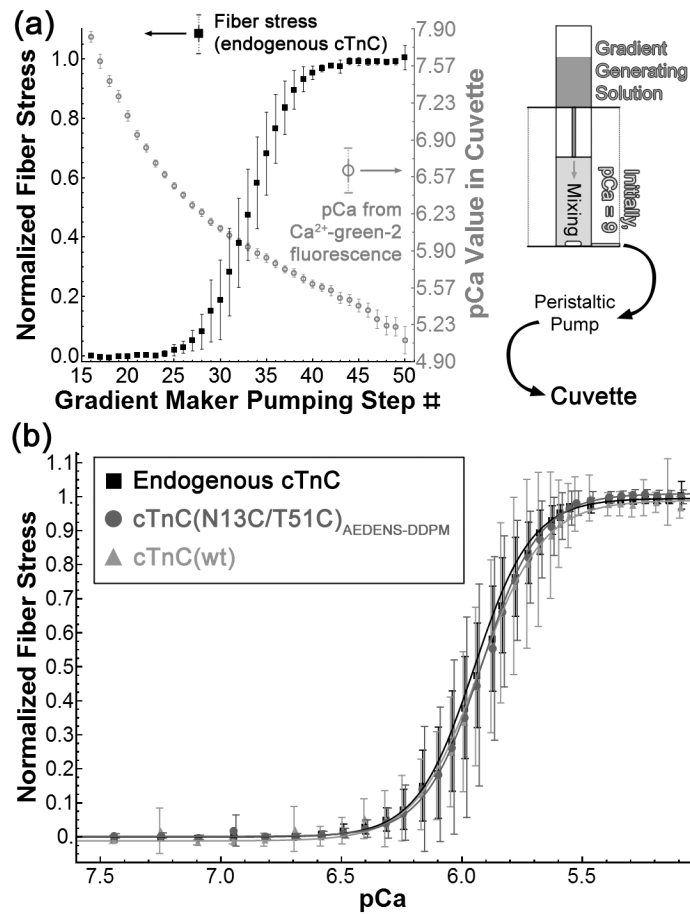 (a)
Fiber stress
(endogenous cTnC)
Normalized Fiber Stress
1.0
0.8
0.6
0.4
0.2
0.0
15 20 25 30 35 40 45 50
Gradient Maker Pumping Step #
7.90
7.57
7.23
6.90
6.57
6.23
5.90
5.57
5.23
4.90
pCa Value in Cuvette
pCa from
Ca²⁺-green-2
fluorescence
Gradient
Generating
Solution
Mixing
Initially,
pCa = 9
Peristaltic
Pump
Cuvette
(b)
Endogenous cTnC
cTnC(N13C/T51C)AEDENS-DDPM
cTnC(wt)
Normalized Fiber Stress
1.1
1.0
0.9
0.8
0.7
0.6
0.5
0.4
0.3
0.2
0.1
0.
7.5 7.0 6.5 6.0 5.5
pCa